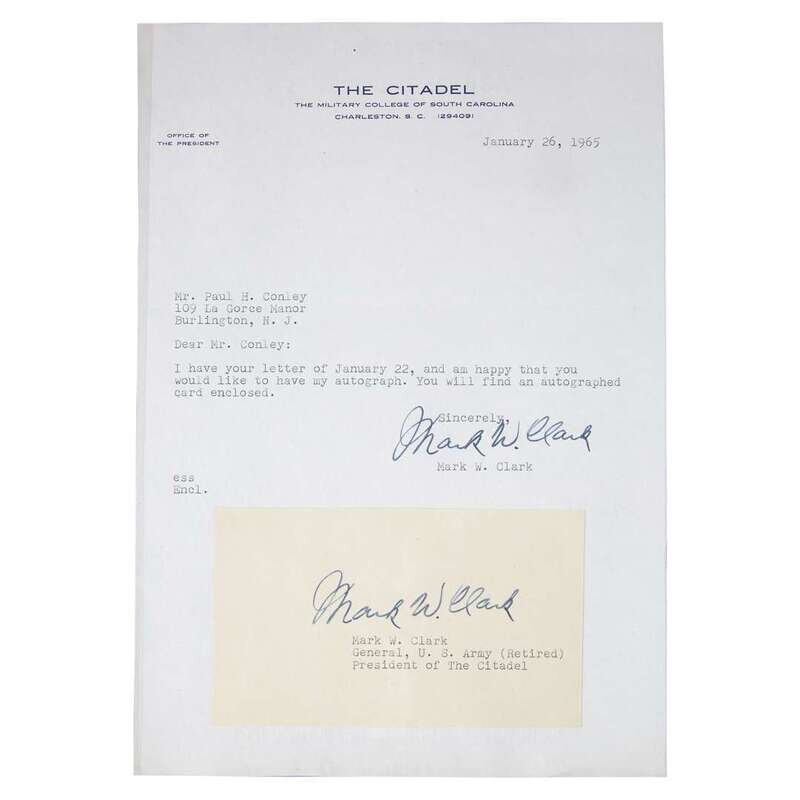 THE CITADEL
THE MILITARY COLLEGE OF SOUTH CAROLINA
CHARLESTON, S. C. (29409)
OFFICE OF
THE PRESIDENT
January 26, 1965
Mr. Paul H. Conley
109 La Gorce Manor
Burlington, N. J.
Dear Mr. Conley:
I have your letter of January 22, and am happy that you
would like to have my autograph. You will find an autographed
card enclosed.
Sincerely,
Mark W. Clark
Mark W. Clark
ess
Encl.
Mark W. Clark
Mark W. Clark
General, U. S. Army (Retired)
President of The Citadel